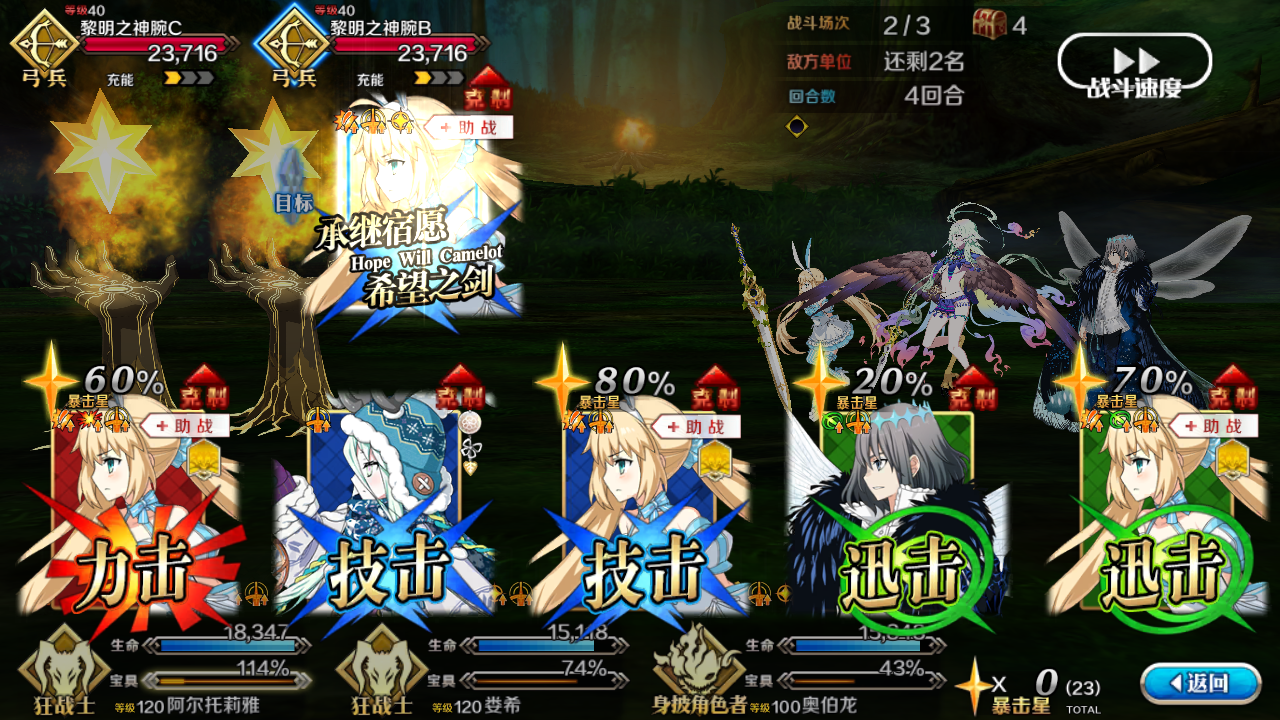 等级40
黎明之神腕C
23,716
弓兵
充能
等级40
黎明之神腕B
23,716
弓兵
充能
战斗场次 2/3
4
敌方单位 还剩2名
回合数 4回合
战斗速度
目标
克制
助战
承继宿愿
Hope Will Camelot
希望之剑
60%
暴击星
克制
助战
力击
克制
技击
80%
暴击星
克制
助战
技击
20%
暴击星
克制
迅击
70%
暴击星
克制
助战
迅击
生命 18,347
宝具 114%
狂战士
等级120阿尔托莉雅
生命 15,118
宝具 74%
狂战士
等级120娄希
生命
宝具 43%
身披角色者
等级100奥伯龙
X 0 (23)
暴击星 TOTAL
返回